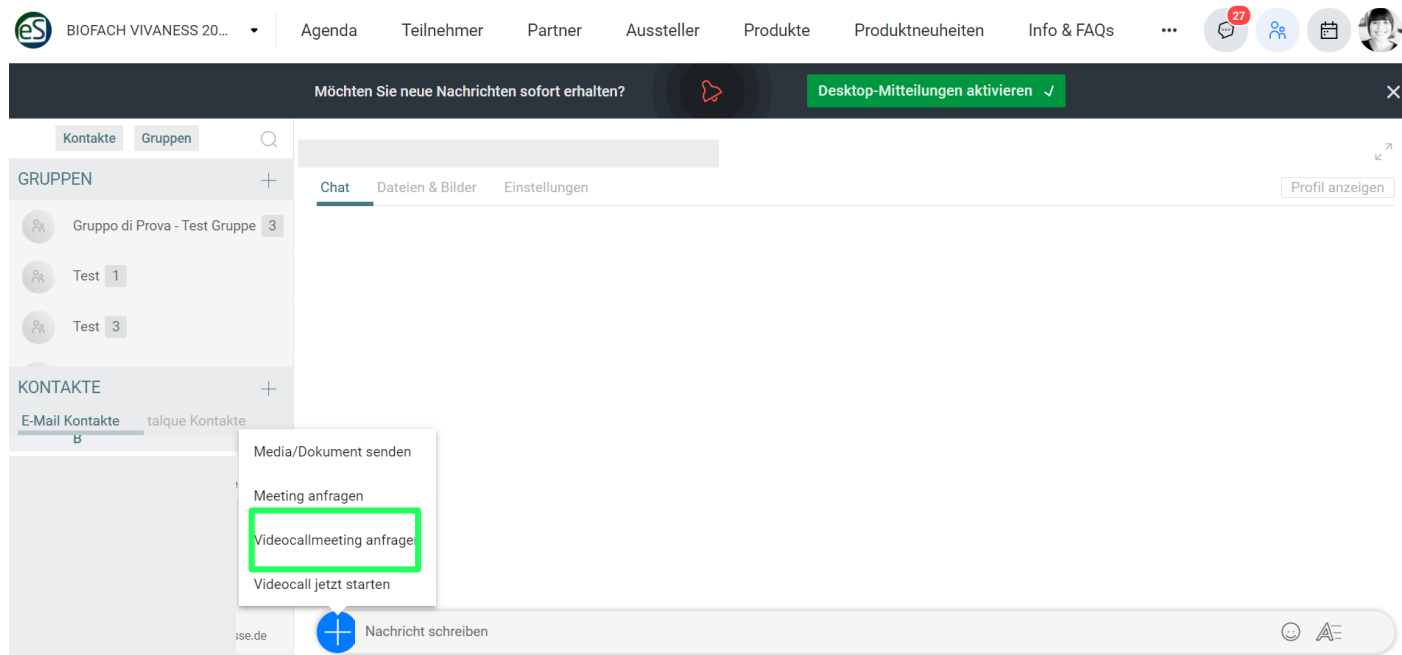 eS BIOFACH VIVANESS 20... Agenda Teilnehmer Partner Aussteller Produkte Produktneuheiten Info & FAQs ... 27
Möchten Sie neue Nachrichten sofort erhalten? Desktop-Mitteilungen aktivieren
Kontakte Gruppen
GRUPPEN
Chat Dateien & Bilder Einstellungen Profil anzeigen
Gruppo di Prova - Test Gruppe 3
Test 1
Test 3
KONTAKTE
E-Mail Kontakte talque Kontakte
B
Media/Dokument senden
Meeting anfragen
Videocallmeeting anfragen
Videocall jetzt starten
Nachricht schreiben
sse.de